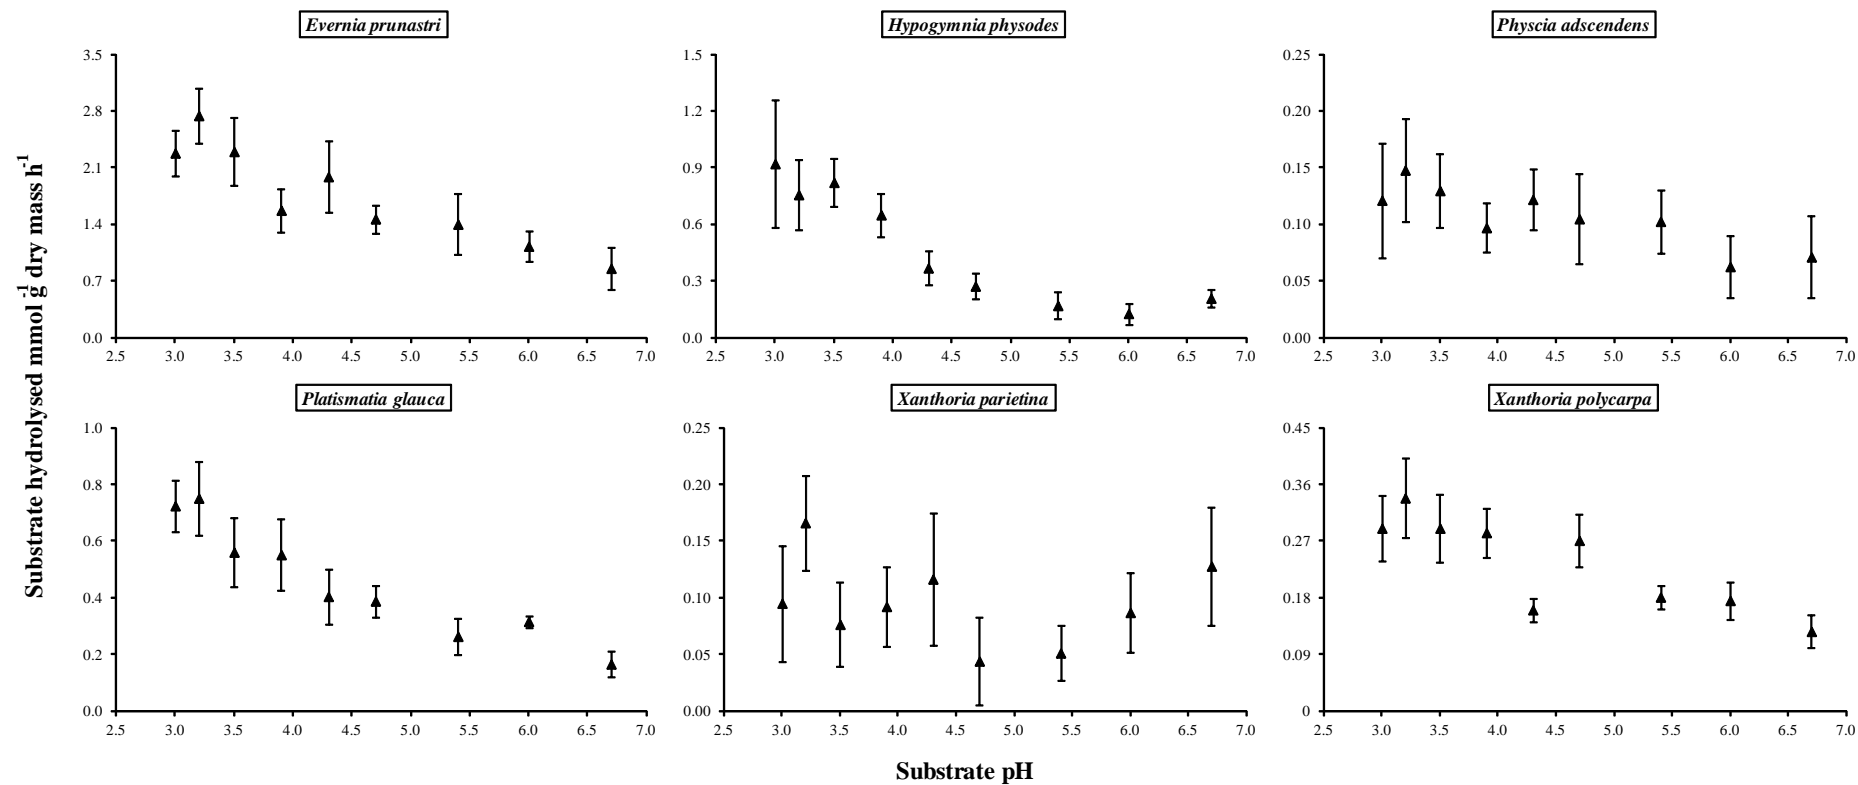 Evernia prunastri
Hypogymnia physodes
Physcia adscendens
3.5
2.8
2.1
1.4
0.7
0.0
2.5 3.0 3.5 4.0 4.5 5.0 5.5 6.0 6.5 7.0
1.5
1.2
0.9
0.6
0.3
0.0
2.5 3.0 3.5 4.0 4.5 5.0 5.5 6.0 6.5 7.0
0.25
0.20
0.15
0.10
0.05
0.00
2.5 3.0 3.5 4.0 4.5 5.0 5.5 6.0 6.5 7.0
Substrate hydrolysed mmol g-1 dry mass h-1
Platismatia glauca
Xanthoria parietina
Xanthoria polycarpa
1.0
0.8
0.6
0.4
0.2
0.0
2.5 3.0 3.5 4.0 4.5 5.0 5.5 6.0 6.5 7.0
0.25
0.20
0.15
0.10
0.05
0.00
2.5 3.0 3.5 4.0 4.5 5.0 5.5 6.0 6.5 7.0
0.45
0.36
0.27
0.18
0.09
0
2.5 3.0 3.5 4.0 4.5 5.0 5.5 6.0 6.5 7.0
Substrate pH